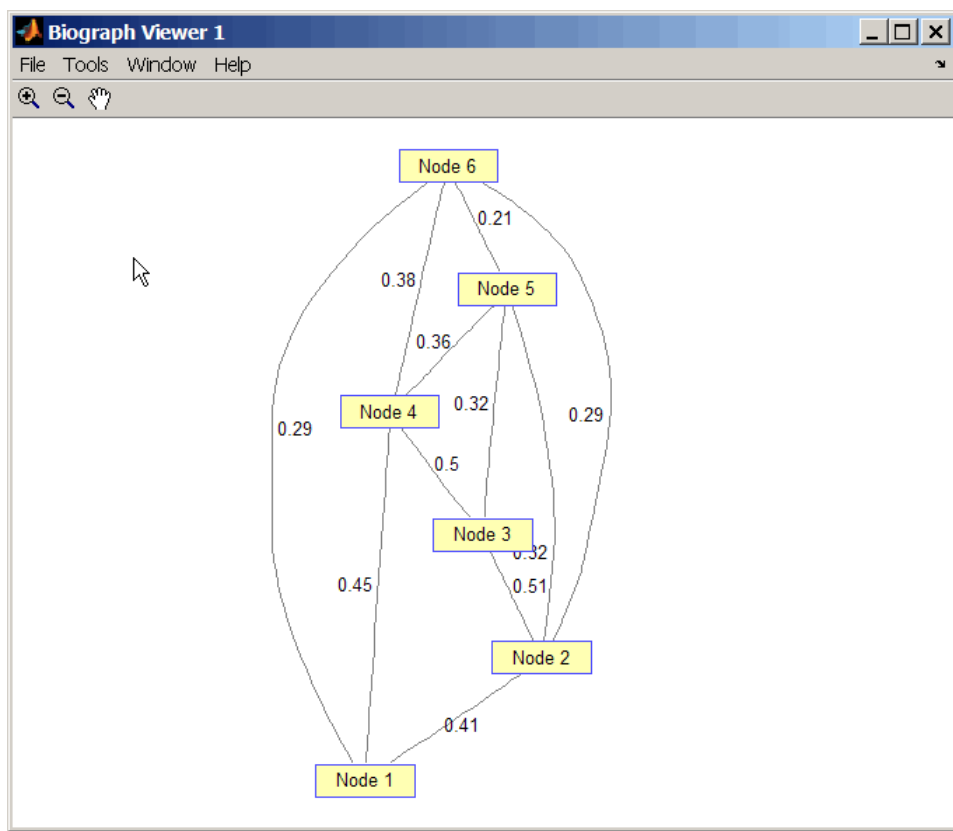 Biograph Viewer 1
File Tools Window Help
Node 6
0.21
0.38
Node 5
0.36
0.32
Node 4
0.29
0.29
0.5
Node 3
0.32
0.45
0.51
Node 2
0.41
Node 1